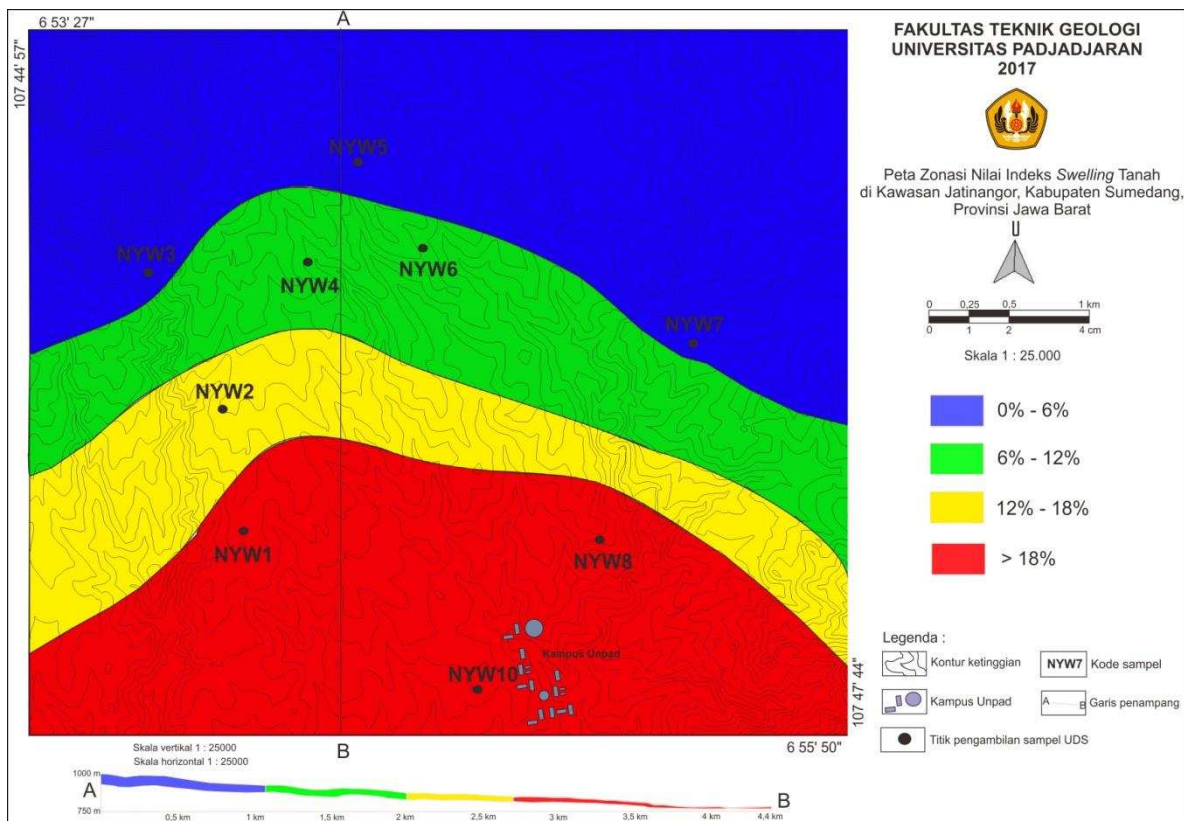 6 53' 27"
A
107 44' 57"
NYW5
NYW3
NYW4
NYW6
NYW7
NYW2
NYW1
NYW8
Kampus Unpad
NYW10
107 47' 44"
6 55' 50"
B
Skala vertikal 1 : 25000
Skala horizontal 1 : 25000
1000 m
A
750 m
B
0,5 km 1 km 1,5 km 2 km 2,5 km 3 km 3,5 km 4 km 4,4 km
FAKULTAS TEKNIK GEOLOGI
UNIVERSITAS PADJADJARAN
2017
Peta Zonasi Nilai Indeks Swelling Tanah
di Kawasan Jatinangor, Kabupaten Sumedang,
Provinsi Jawa Barat
U
0 0,25 0,5 1 km
0 1 2 4 cm
Skala 1 : 25.000
0% - 6%
6% - 12%
12% - 18%
> 18%
Legenda :
Kontur ketinggian
NYW7 Kode sampel
Kampus Unpad
A B Garis penampang
Titik pengambilan sampel UDS